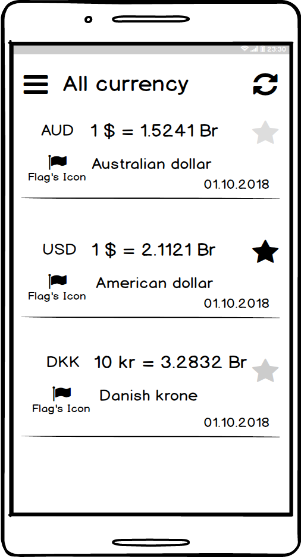 23:30
All currency
AUD 1 $ = 1.5241 Br
Flag's Icon Australian dollar
01.10.2018
USD 1 $ = 2.1121 Br
Flag's Icon American dollar
01.10.2018
DKK 10 kr = 3.2832 Br
Flag's Icon Danish krone
01.10.2018